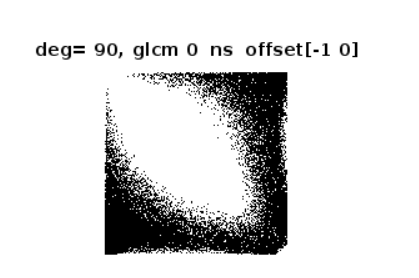 deg= 90, glcm 0 ns offset[-1 0]